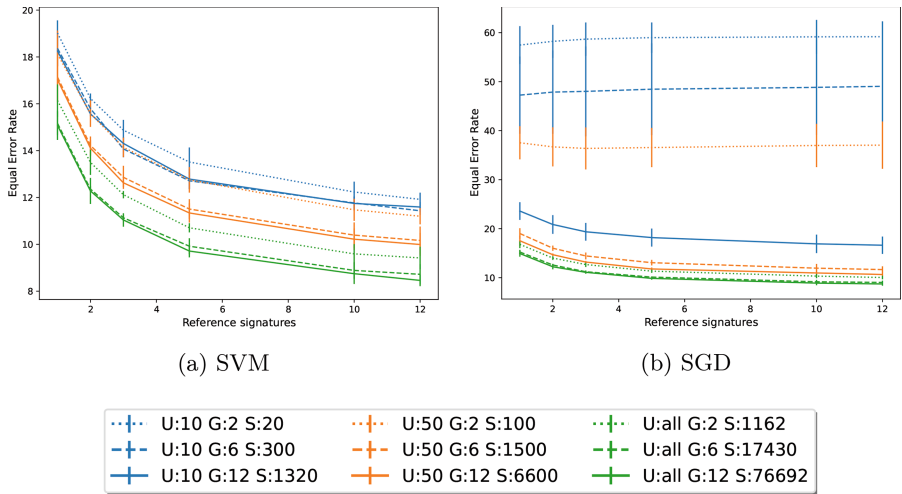 20
18
16
14
12
10
8
Equal Error Rate
2 4 6 8 10 12
Reference signatures
(a) SVM
60
50
40
30
20
10
Equal Error Rate
2 4 6 8 10 12
Reference signatures
(b) SGD
U:10 G:2 S:20 U:50 G:2 S:100 U:all G:2 S:1162
U:10 G:6 S:300 U:50 G:6 S:1500 U:all G:6 S:17430
U:10 G:12 S:1320 U:50 G:12 S:6600 U:all G:12 S:76692